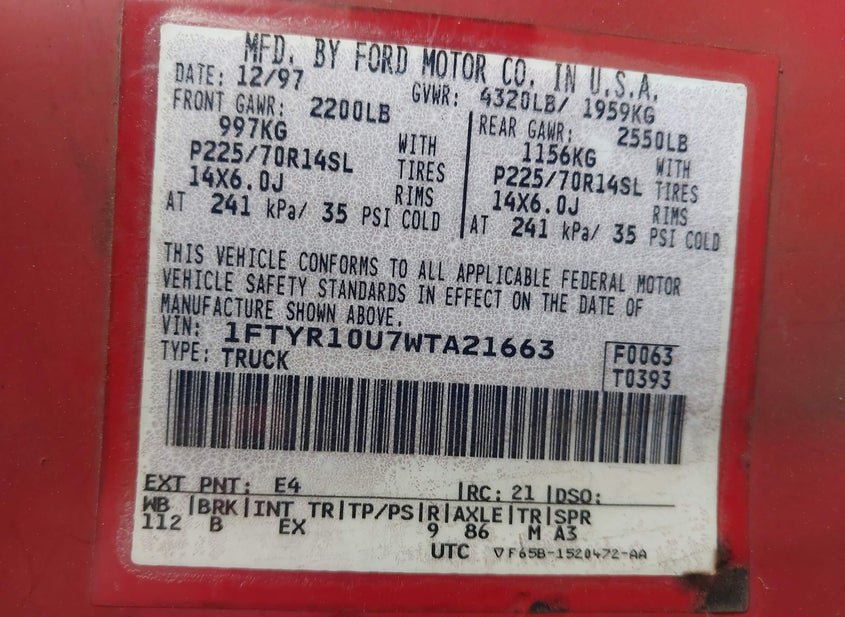 MFD. BY FORD MOTOR CO. IN U.S.A.
DATE: 12/97 GVWR: 4320LB/ 1959KG
FRONT GAWR: 2200LB
997KG WITH
P225/70R14SL TIRES
14X6.0J RIMS
AT 241 kPa/ 35 PSI COLD
REAR GAWR: 2550LB
1156KG WITH
P225/70R14SL TIRES
14X6.0J RIMS
AT 241 kPa/ 35 PSI COLD
THIS VEHICLE CONFORMS TO ALL APPLICABLE FEDERAL MOTOR
VEHICLE SAFETY STANDARDS IN EFFECT ON THE DATE OF
MANUFACTURE SHOWN ABOVE.
VIN: 1FTYR10U7WTA21663
TYPE: TRUCK
F0063
T0393
EXT PNT: E4 |RC: 21 |DSO:
WB |BRK|INT TR|TP/PS|R|AXLE|TR|SPR
112 B EX 9 86 M A3
UTC ▽F65B-1520472-AA